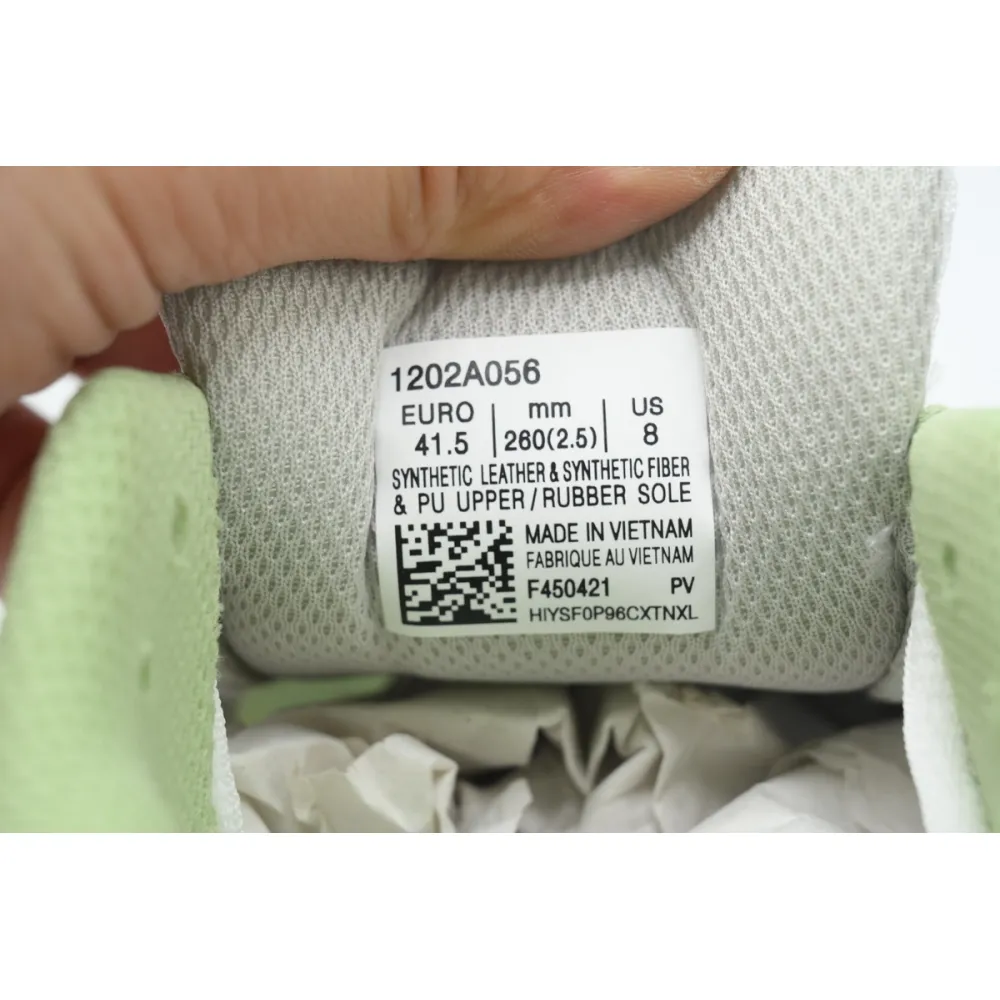 1202A056
EURO | mm | US
41.5 | 260(2.5) | 8
SYNTHETIC LEATHER & SYNTHETIC FIBER
& PU UPPER / RUBBER SOLE
MADE IN VIETNAM
FABRIQUE AU VIETNAM
F450421 PV
HIYSF0P96CXTNXL